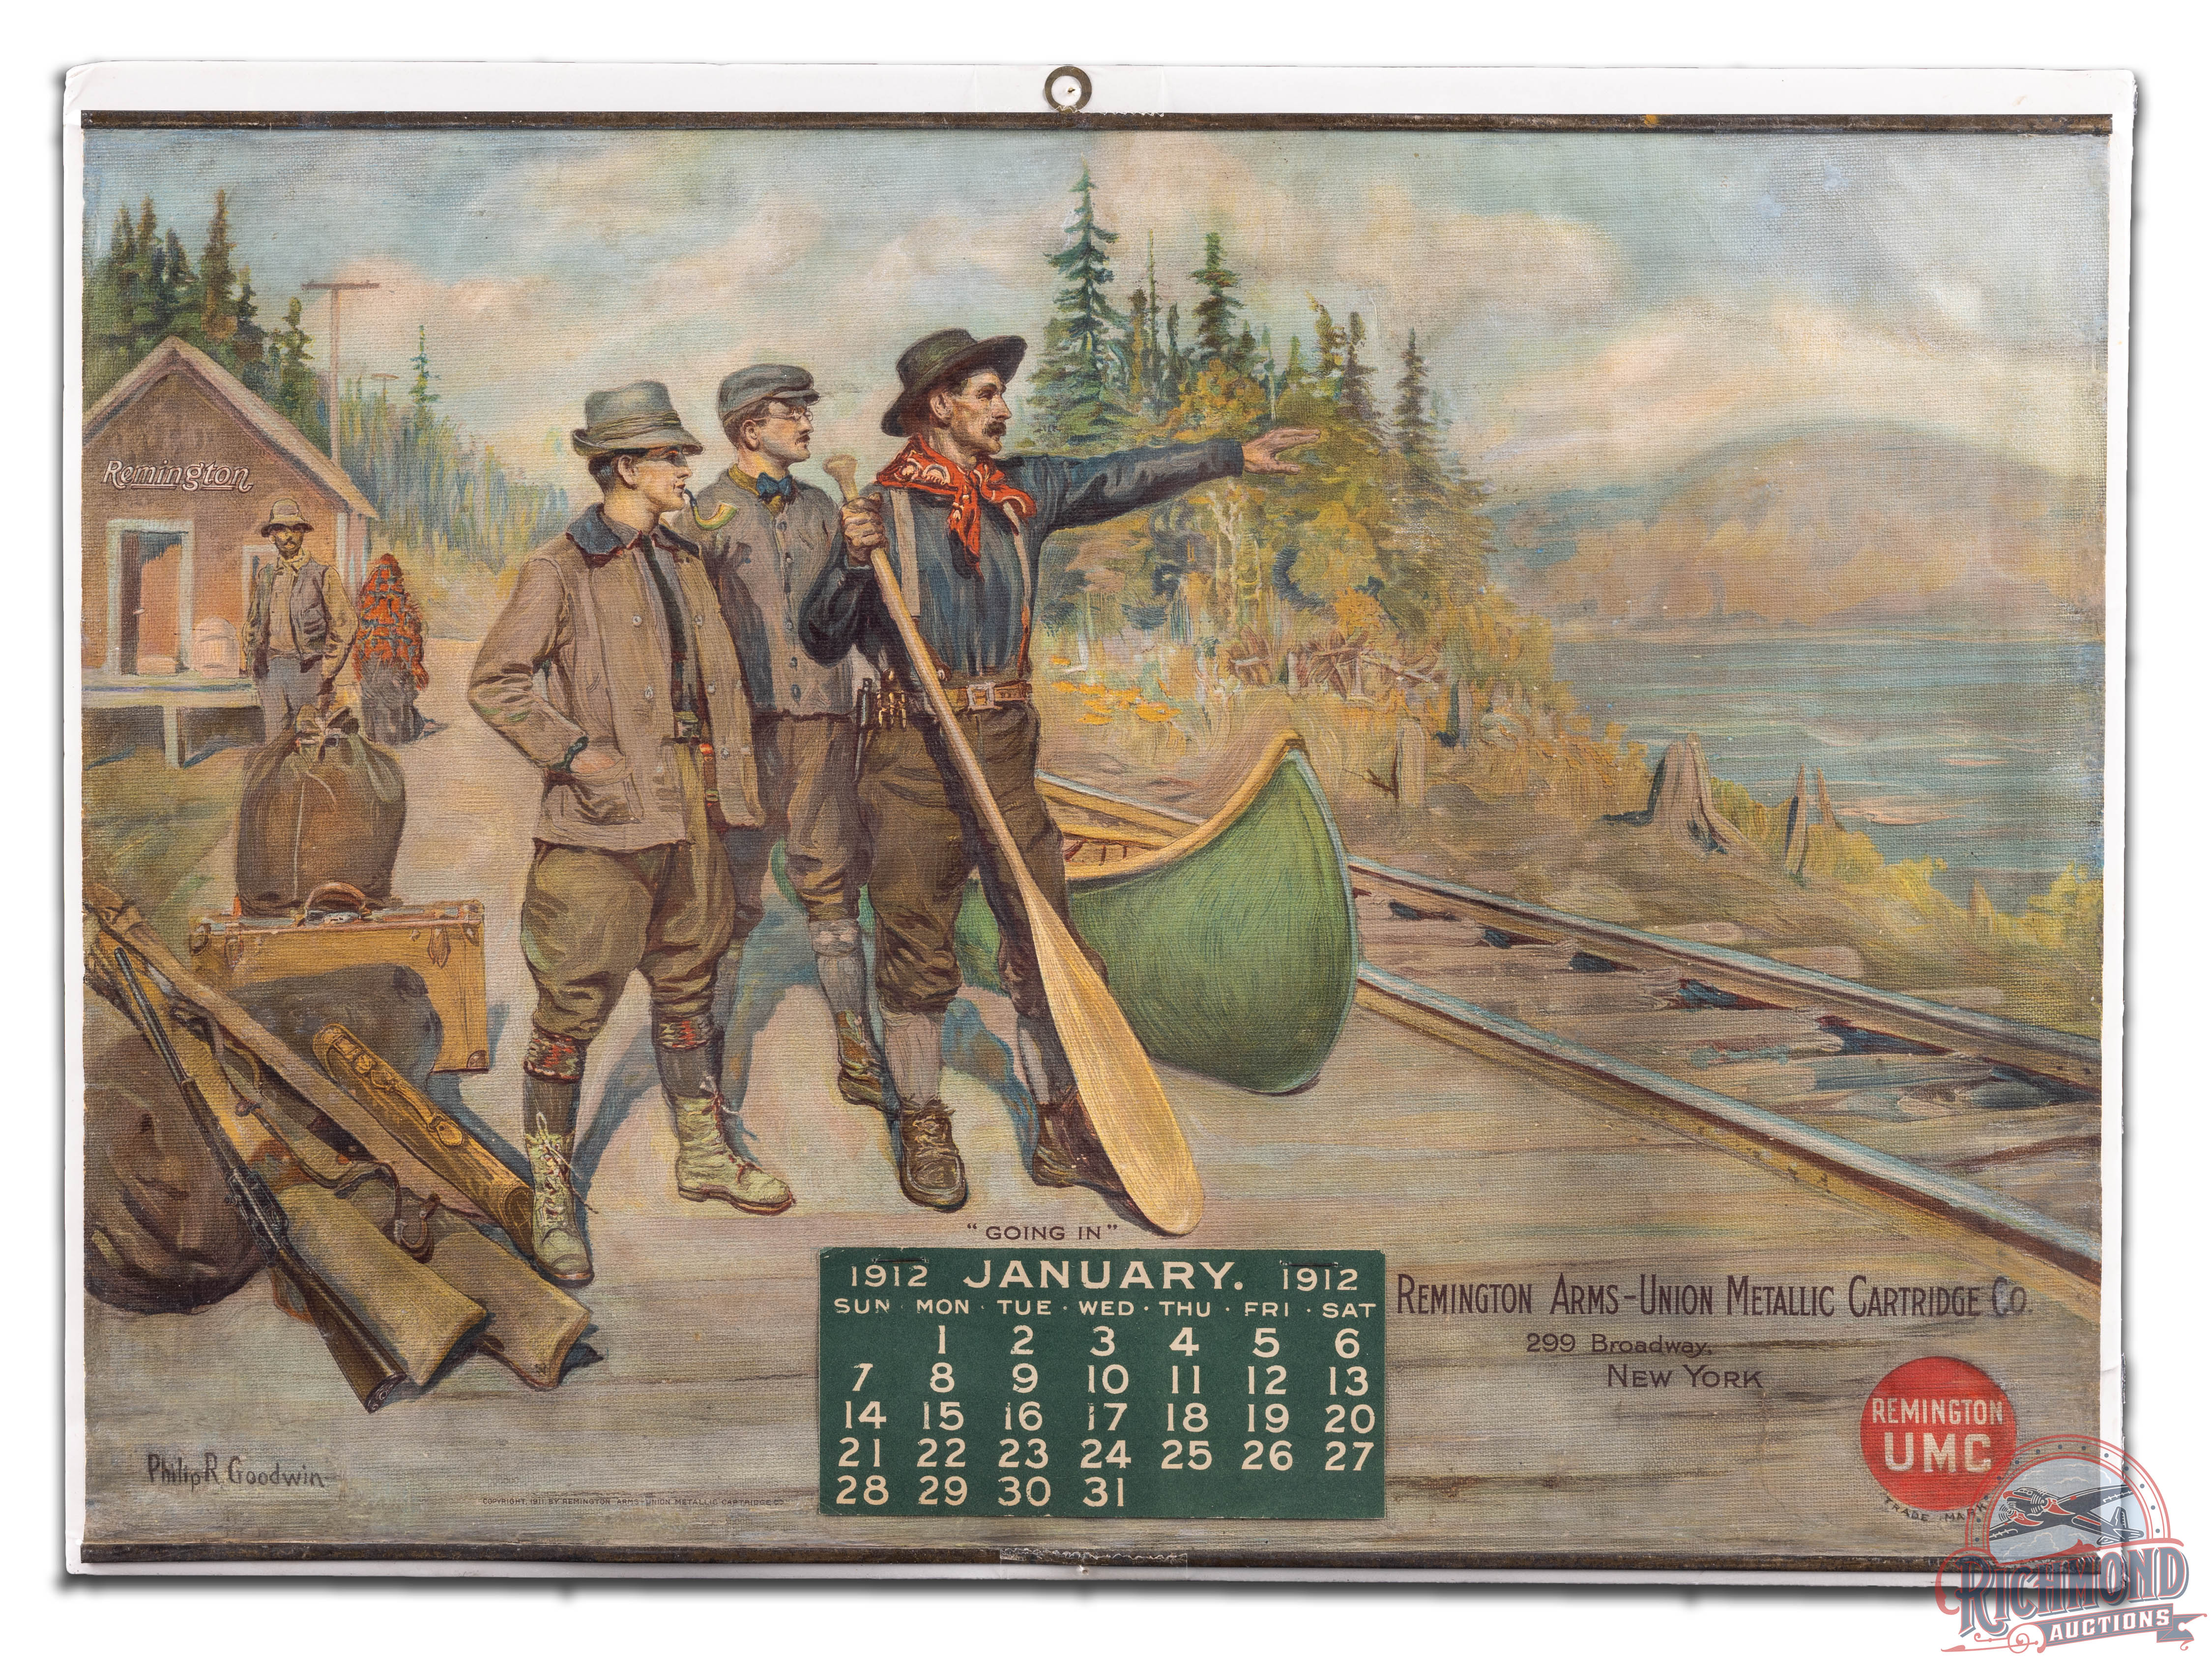 Remington
"GOING IN"
1912 JANUARY. 1912
SUN · MON · TUE · WED · THU · FRI · SAT
1 2 3 4 5 6
7 8 9 10 11 12 13
14 15 16 17 18 19 20
21 22 23 24 25 26 27
28 29 30 31
REMINGTON ARMS-UNION METALLIC CARTRIDGE CO.
299 Broadway,
NEW YORK
REMINGTON
UMC
TRADE MARK
Philip R. Goodwin
COPYRIGHT, 1911, BY REMINGTON ARMS-UNION METALLIC CARTRIDGE CO.
RICHMOND
AUCTIONS